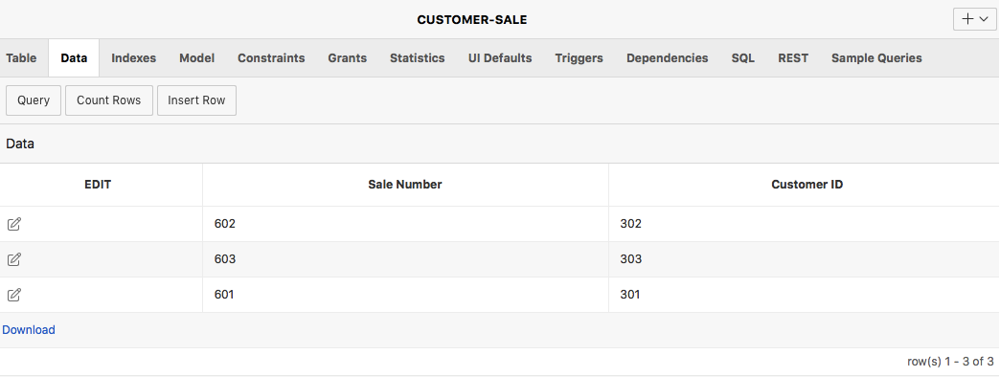 CUSTOMER-SALE
Table Data Indexes Model Constraints Grants Statistics UI Defaults Triggers Dependencies SQL REST Sample Queries
Query Count Rows Insert Row
Data
EDIT Sale Number Customer ID
602 302
603 303
601 301
Download
row(s) 1 - 3 of 3